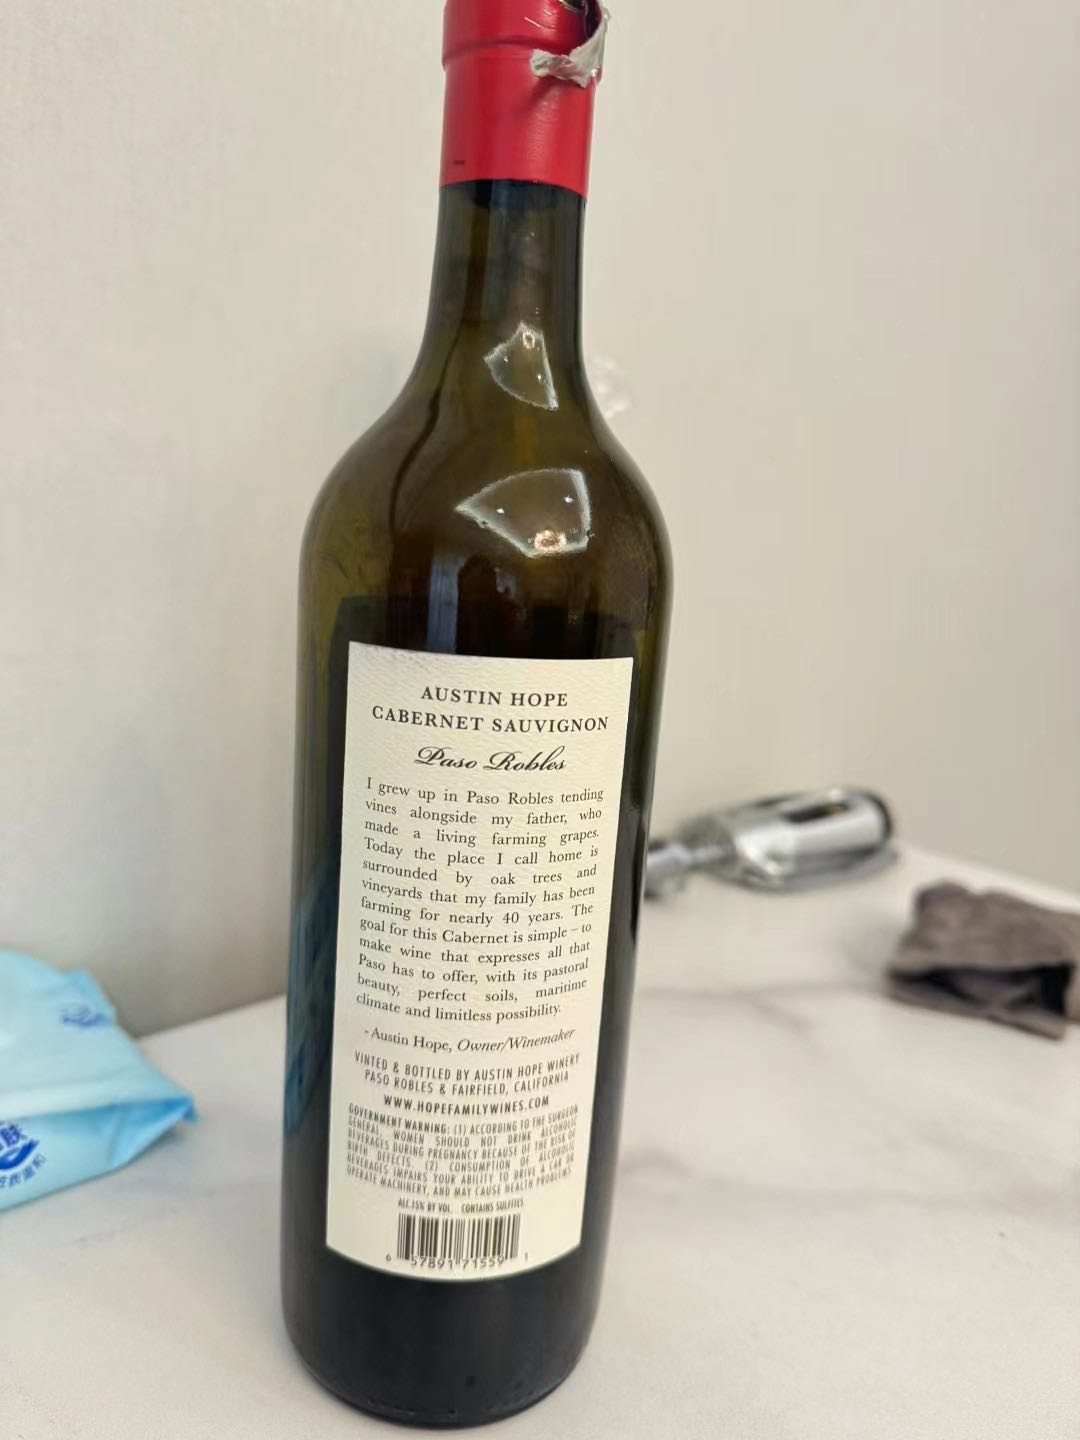 AUSTIN HOPE
CABERNET SAUVIGNON
Paso Robles
I grew up in Paso Robles tending
vines alongside my father, who
made a living farming grapes.
Today the place I call home is
surrounded by oak trees and
vineyards that my family has been
farming for nearly 40 years. The
goal for this Cabernet is simple – to
make wine that expresses all that
Paso has to offer, with its pastoral
beauty, perfect soils, maritime
climate and limitless possibility.
- Austin Hope, Owner/Winemaker
VINTED & BOTTLED BY AUSTIN HOPE WINERY
PASO ROBLES & FAIRFIELD, CALIFORNIA
WWW.HOPEFAMILYWINES.COM
GOVERNMENT WARNING: (1) ACCORDING TO THE SURGEON
GENERAL, WOMEN SHOULD NOT DRINK ALCOHOLIC
BEVERAGES DURING PREGNANCY BECAUSE OF THE RISK OF
BIRTH DEFECTS. (2) CONSUMPTION OF ALCOHOLIC
BEVERAGES IMPAIRS YOUR ABILITY TO DRIVE A CAR OR
OPERATE MACHINERY, AND MAY CAUSE HEALTH PROBLEMS.
ALC.15% BY VOL. CONTAINS SULFITES
6 57891 71559 1